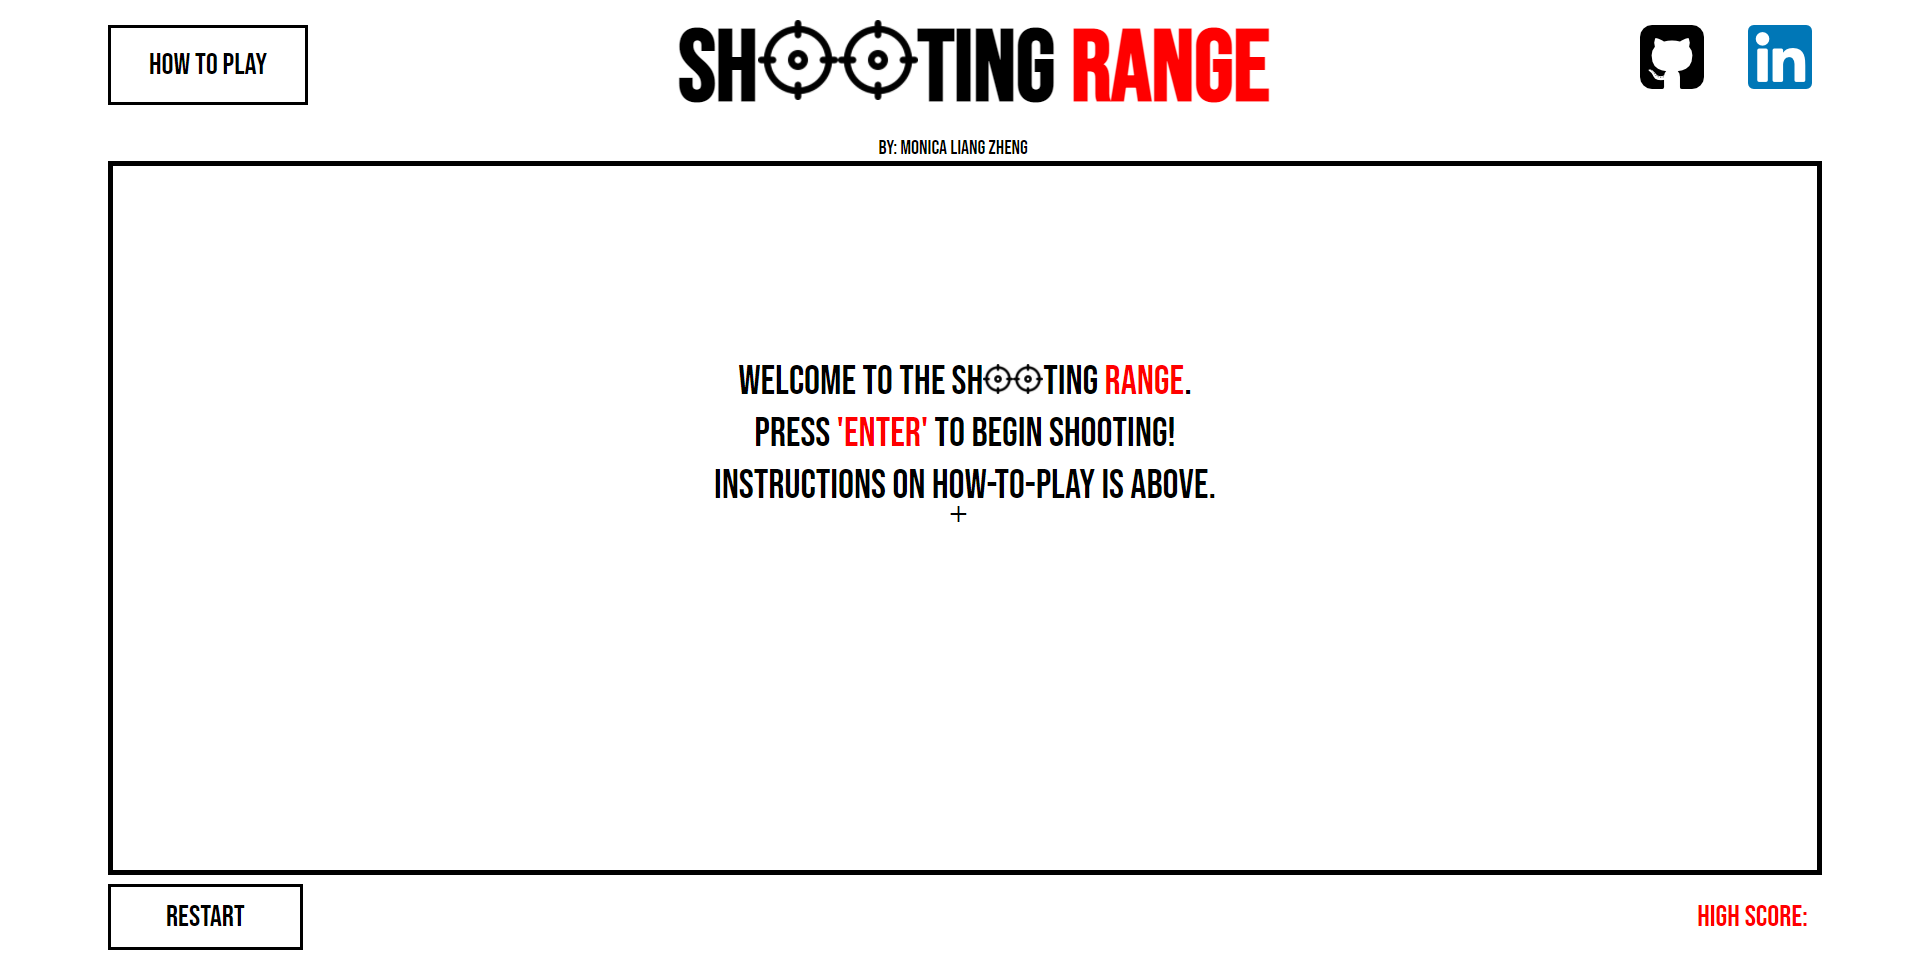 HOW TO PLAY
SHOOTING RANGE
in
BY: MONICA LIANG ZHENG
WELCOME TO THE SHOOTING RANGE.
PRESS 'ENTER' TO BEGIN SHOOTING!
INSTRUCTIONS ON HOW-TO-PLAY IS ABOVE.
RESTART
HIGH SCORE: